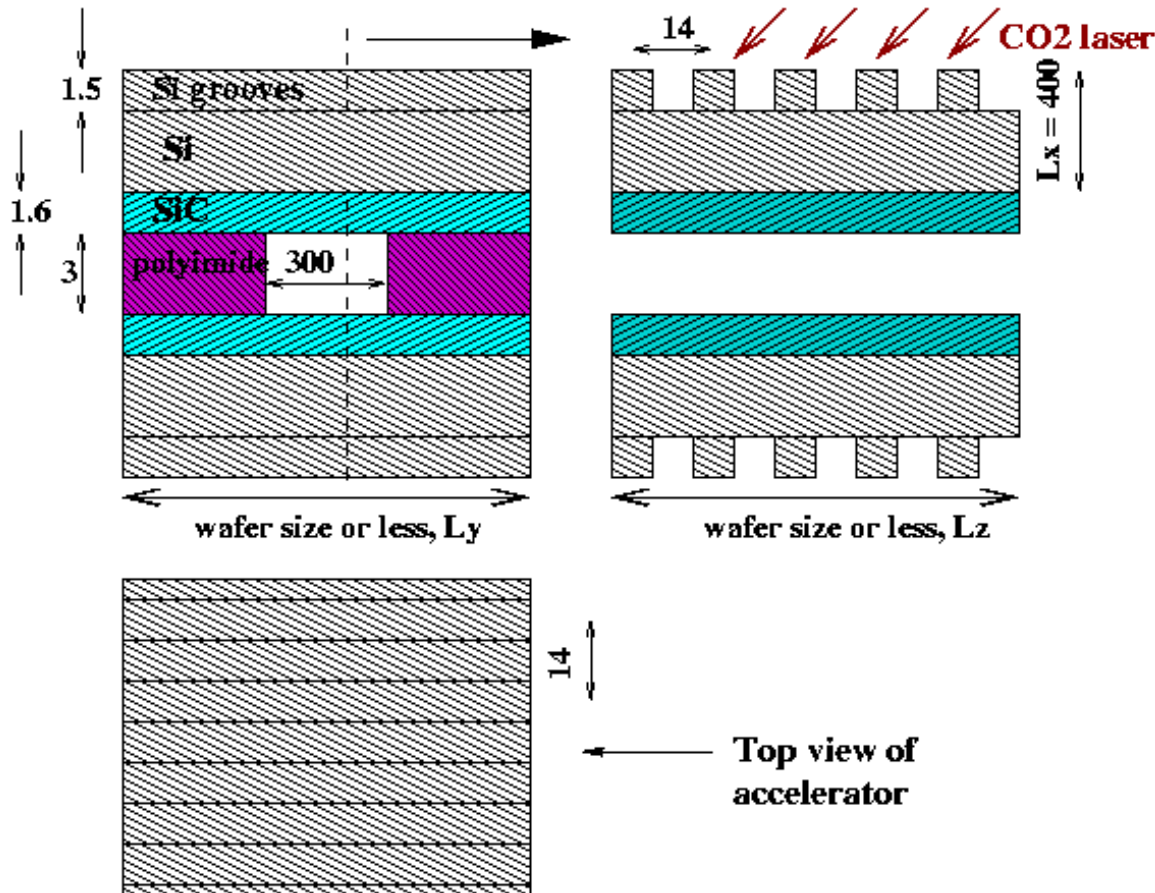 14
CO2 laser
1.5
Si grooves
Lx = 400
Si
1.6
SiC
3
polyimide
300
wafer size or less, Ly
wafer size or less, Lz
14
Top view of
accelerator